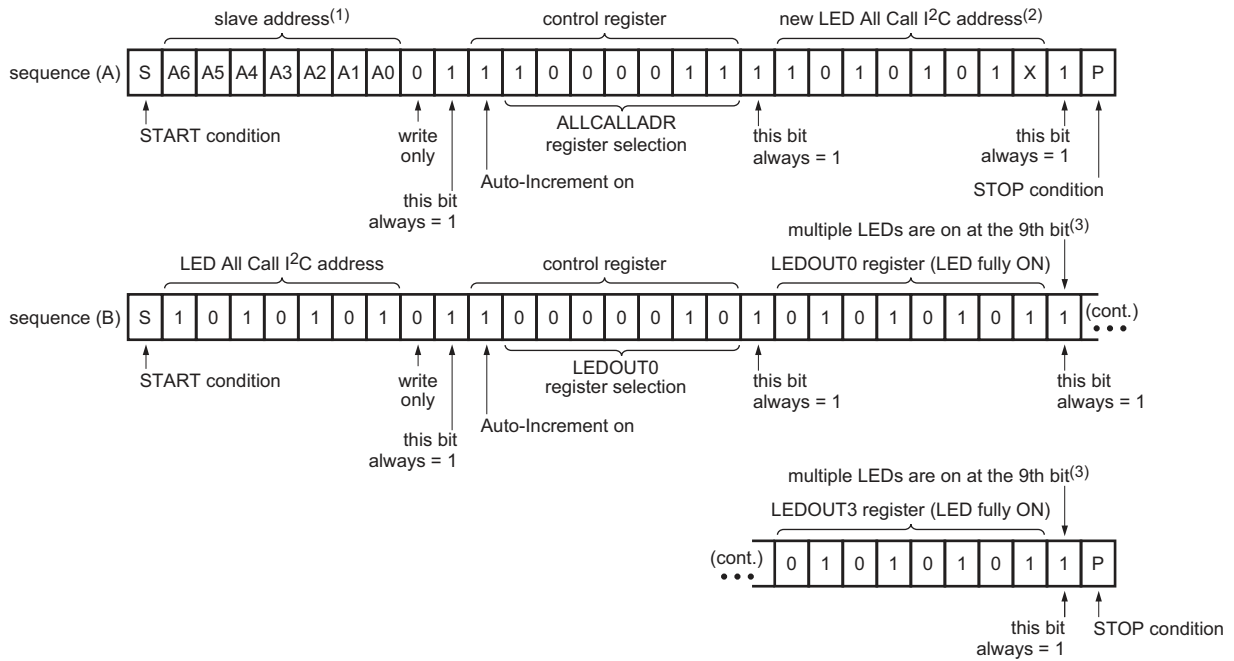 slave address(1)
control register
new LED All Call I2C address(2)
sequence (A)
S A6 A5 A4 A3 A2 A1 A0 0 1 1 1 0 0 0 0 1 1 1 1 0 1 0 1 0 1 X 1 P
START condition
write
only
ALLCALLADR
register selection
this bit
always = 1
this bit
always = 1
Auto-Increment on
STOP condition
this bit
always = 1
multiple LEDs are on at the 9th bit(3)
LED All Call I2C address
control register
LEDOUT0 register (LED fully ON)
sequence (B)
S 1 0 1 0 1 0 1 0 1 1 0 0 0 0 0 1 0 1 0 1 0 1 0 1 0 1 1 (cont.)
START condition
write
only
LEDOUT0
register selection
this bit
always = 1
this bit
always = 1
Auto-Increment on
this bit
always = 1
multiple LEDs are on at the 9th bit(3)
LEDOUT3 register (LED fully ON)
(cont.)
0 1 0 1 0 1 0 1 1 P
this bit
always = 1
STOP condition